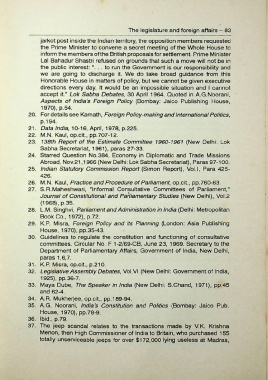 The legislature and foreign affairs – 83
jarkot post inside the Indian territory, the opposition members requested
the Prime Minister to convene a secret meeting of the Whole House to
inform the members of the British proposals for settlement. Prime Minister
Lal Bahadur Shastri refused on grounds that such a move will not be in
the public interest: ". . . to run the Government is our responsibility and
we are going to discharge it. We do take broad guidance from this
Honourable House in matters of policy, but we cannot be given executive
directions every day. It would be an impossible situation and I cannot
accept it." Lok Sabha Debates, 30 April 1964. Quoted in A.G.Noorani,
Aspects of India's Foreign Policy (Bombay: Jaico Publishing House,
1970), p.54.
20. For details see Kamath, Foreign Policy-making and International Politics,
p.194.
21. Data India, 10-16, April, 1978, p.225.
22. M.N. Kaul, op.cit., pp.707-12.
23. 138th Report of the Estimate Committee 1960-1961 (New Delhi: Lok
Sabha Secretariat, 1961), paras 27-33.
24. Starred Question No.384, Economy in Diplomatic and Trade Missions
Abroad, Nov.21,1966 (New Delhi: Lok Sabha Secretariat), Paras 97-100.
25. Indian Statutory Commission Report (Simon Report), Vol.I, Para 425-
426.
26. M.N. Kaul, Practice and Procedure of Parliament, op.cit., pp.760-63.
27. S.R.Maheshwari, "Informal Consultative Committees of Parliament,"
Journal of Constitutional and Parliamentary Studies (New Delhi), Vol.2
(1968), p.35.
28. L.M. Singhvi, Parliament and Administration in India (Delhi: Metropolitan
Book Co., 1972), p.72.
29. K.P. Misra, Foreign Policy and its Planning (London: Asia Publishing
House, 1970), pp.35-43.
30. Guidelines to regulate the constitution and functioning of consultative
committees. Circular No. F 1-2/69-CB, June 23, 1969. Secretary to the
Department of Parliamentary Affairs, Government of India, New Delhi,
paras 1,6,7.
31. K.P. Misra, op.cit., p.210.
32. Legislative Assembly Debates, Vol.VI (New Delhi: Government of India,
1925), pp.36-7.
33. Maya Dube, The Speaker in India (New Delhi: S.Chand, 1971), pp.45
and 62-4.
34. A.R. Mukherjee, op.cit., pp.189-94.
35. A.G. Noorani, India's Constitution and Politics (Bombay: Jaico Pub.
House, 1970), pp.78-9.
36. Ibid., p.79.
37. The jeep scandal relates to the transactions made by V.K. Krishna
Menon, then High Commissioner of India to Britain, who purchased 155
totally unserviceable jeeps for over $172,000 lying useless at Madras,